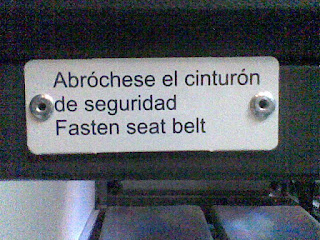 Abróchese el cinturón
de seguridad
Fasten seat belt